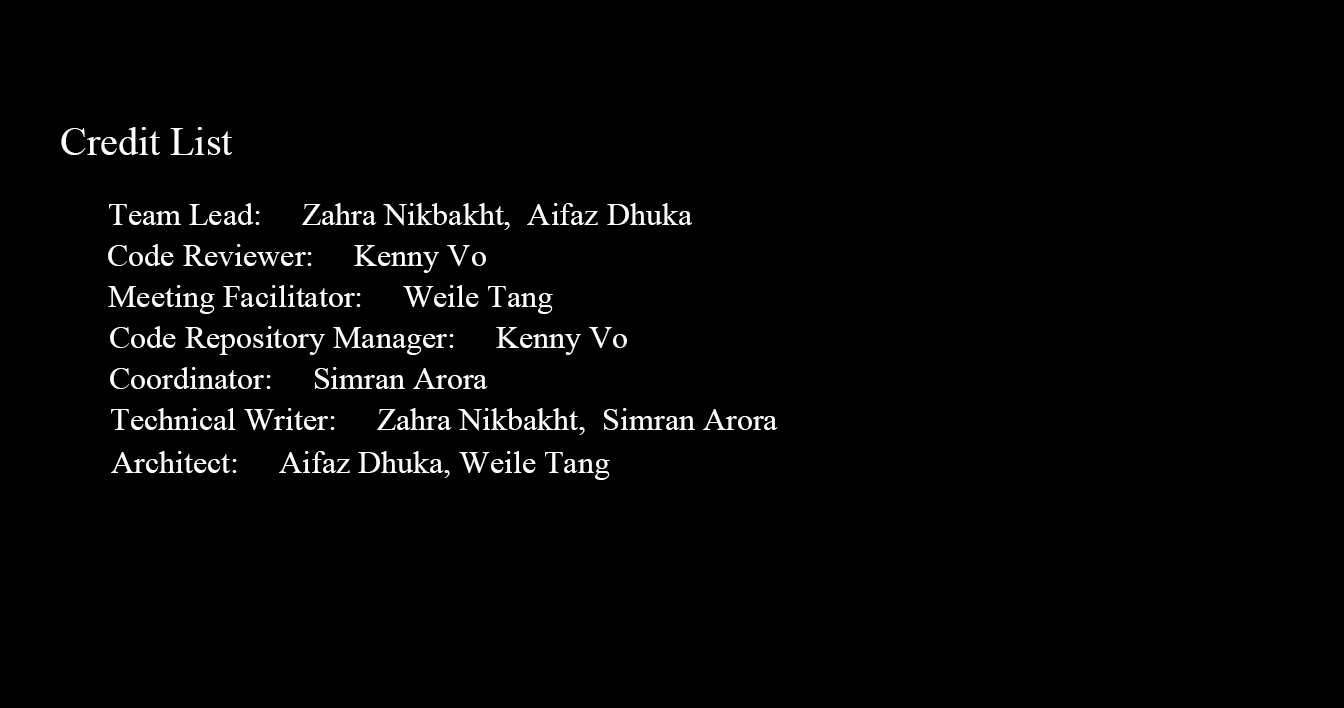 Credit List
Team Lead: Zahra Nikbakht, Aifaz Dhuka
Code Reviewer: Kenny Vo
Meeting Facilitator: Weile Tang
Code Repository Manager: Kenny Vo
Coordinator: Simran Arora
Technical Writer: Zahra Nikbakht, Simran Arora
Architect: Aifaz Dhuka, Weile Tang